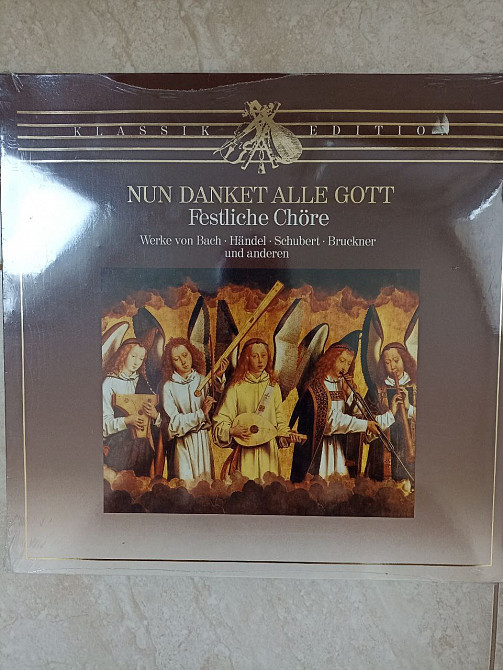 KLASSIK EDITIO
NUN DANKET ALLE GOTT
Festliche Chöre
Werke von Bach · Händel · Schubert · Bruckner
und anderen